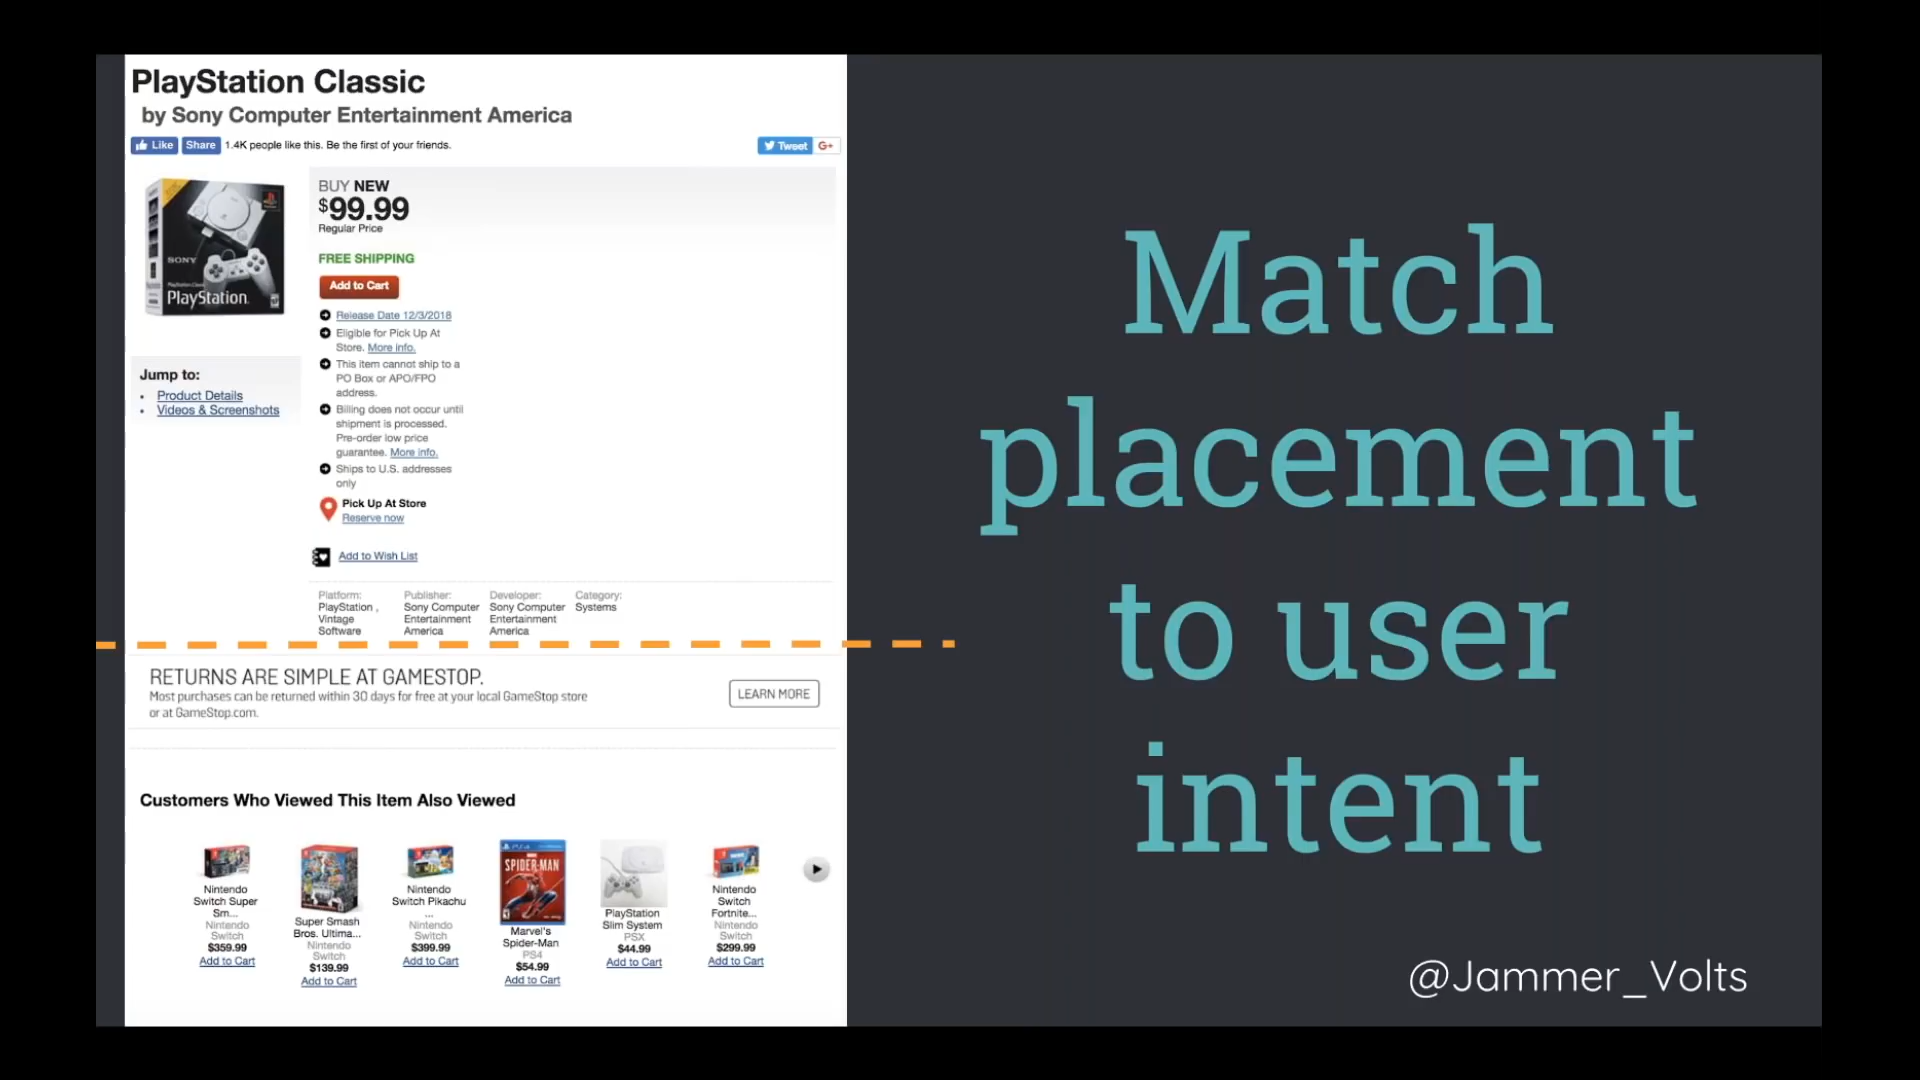 PlayStation Classic
by Sony Computer Entertainment America
Like Share 1.4K people like this. Be the first of your friends.
Tweet G+
SONY
PlayStation
BUY NEW
$99.99
Regular Price
FREE SHIPPING
Add to Cart
Release Date 12/3/2018
Eligible for Pick Up At
Store. More info.
This item cannot ship to a
PO Box or APO/FPO
address.
Billing does not occur until
shipment is processed.
Pre-order low price
guarantee. More info.
Ships to U.S. addresses
only
Pick Up At Store
Reserve now
Add to Wish List
Jump to:
• Product Details
• Videos & Screenshots
Platform:
PlayStation ,
Vintage
Software
Publisher:
Sony Computer
Entertainment
America
Developer:
Sony Computer
Entertainment
America
Category:
Systems
RETURNS ARE SIMPLE AT GAMESTOP.
Most purchases can be returned within 30 days for free at your local GameStop store
or at GameStop.com.
LEARN MORE
Customers Who Viewed This Item Also Viewed
Nintendo
Switch Super
Sm...
Nintendo
Switch
$359.99
Add to Cart
Super Smash
Bros. Ultima...
Nintendo
Switch
$139.99
Add to Cart
Nintendo
Switch Pikachu
...
Nintendo
Switch
$399.99
Add to Cart
SPIDER-MAN
Marvel's
Spider-Man
PS4
$54.99
Add to Cart
PlayStation
Slim System
PSX
$44.99
Add to Cart
Nintendo
Switch
Fortnite...
Nintendo
Switch
$299.99
Add to Cart
Match
placement
to user
intent
@Jammer_Volts